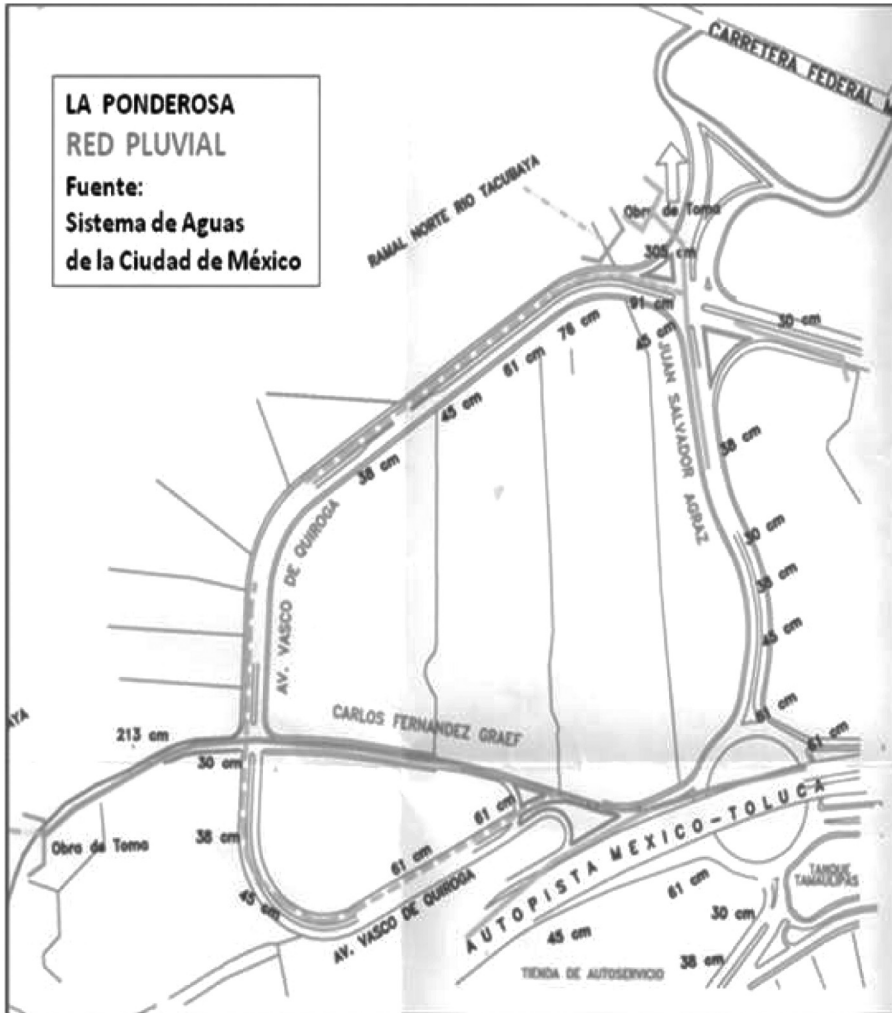 LA PONDEROSA
RED PLUVIAL
Fuente:
Sistema de Aguas
de la Ciudad de México
CARRETERA FEDERAL M
RAMAL NORTE RIO TACUBAYA
Obra de Toma
305 cm
91 cm
30 cm
76 cm
45 cm
61 cm
JUAN SALVADOR AGRAZ
45 cm
38 cm
38 cm
AV. VASCO DE QUIROGA
30 cm
38 cm
45 cm
CARLOS FERNANDEZ GRAEF
61 cm
61 cm
AYA
213 cm
30 cm
AUTOPISTA MEXICO-TOLUCA
61 cm
38 cm
Obra de Toma
61 cm
TANQUE
TAMAULIPAS
61 cm
45 cm
30 cm
AV. VASCO DE QUIROGA
45 cm
38 cm
TIENDA DE AUTOSERVICIO